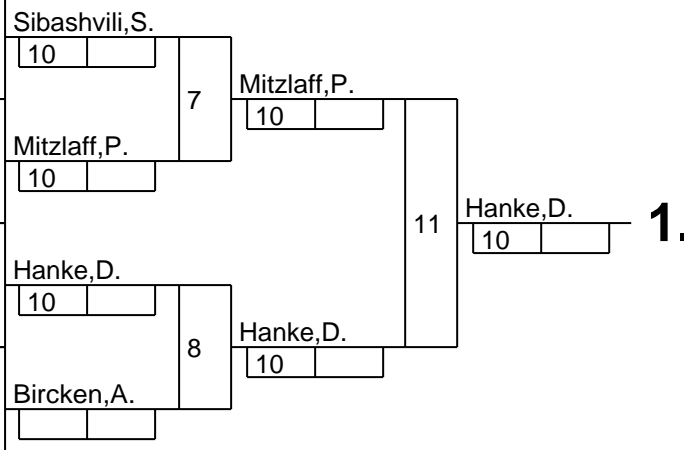 Sibashvili,S.
10
7
Mitzlaff,P.
10
Mitzlaff,P.
10
11
Hanke,D.
10
1.
Hanke,D.
10
8
Hanke,D.
10
Bircken,A.